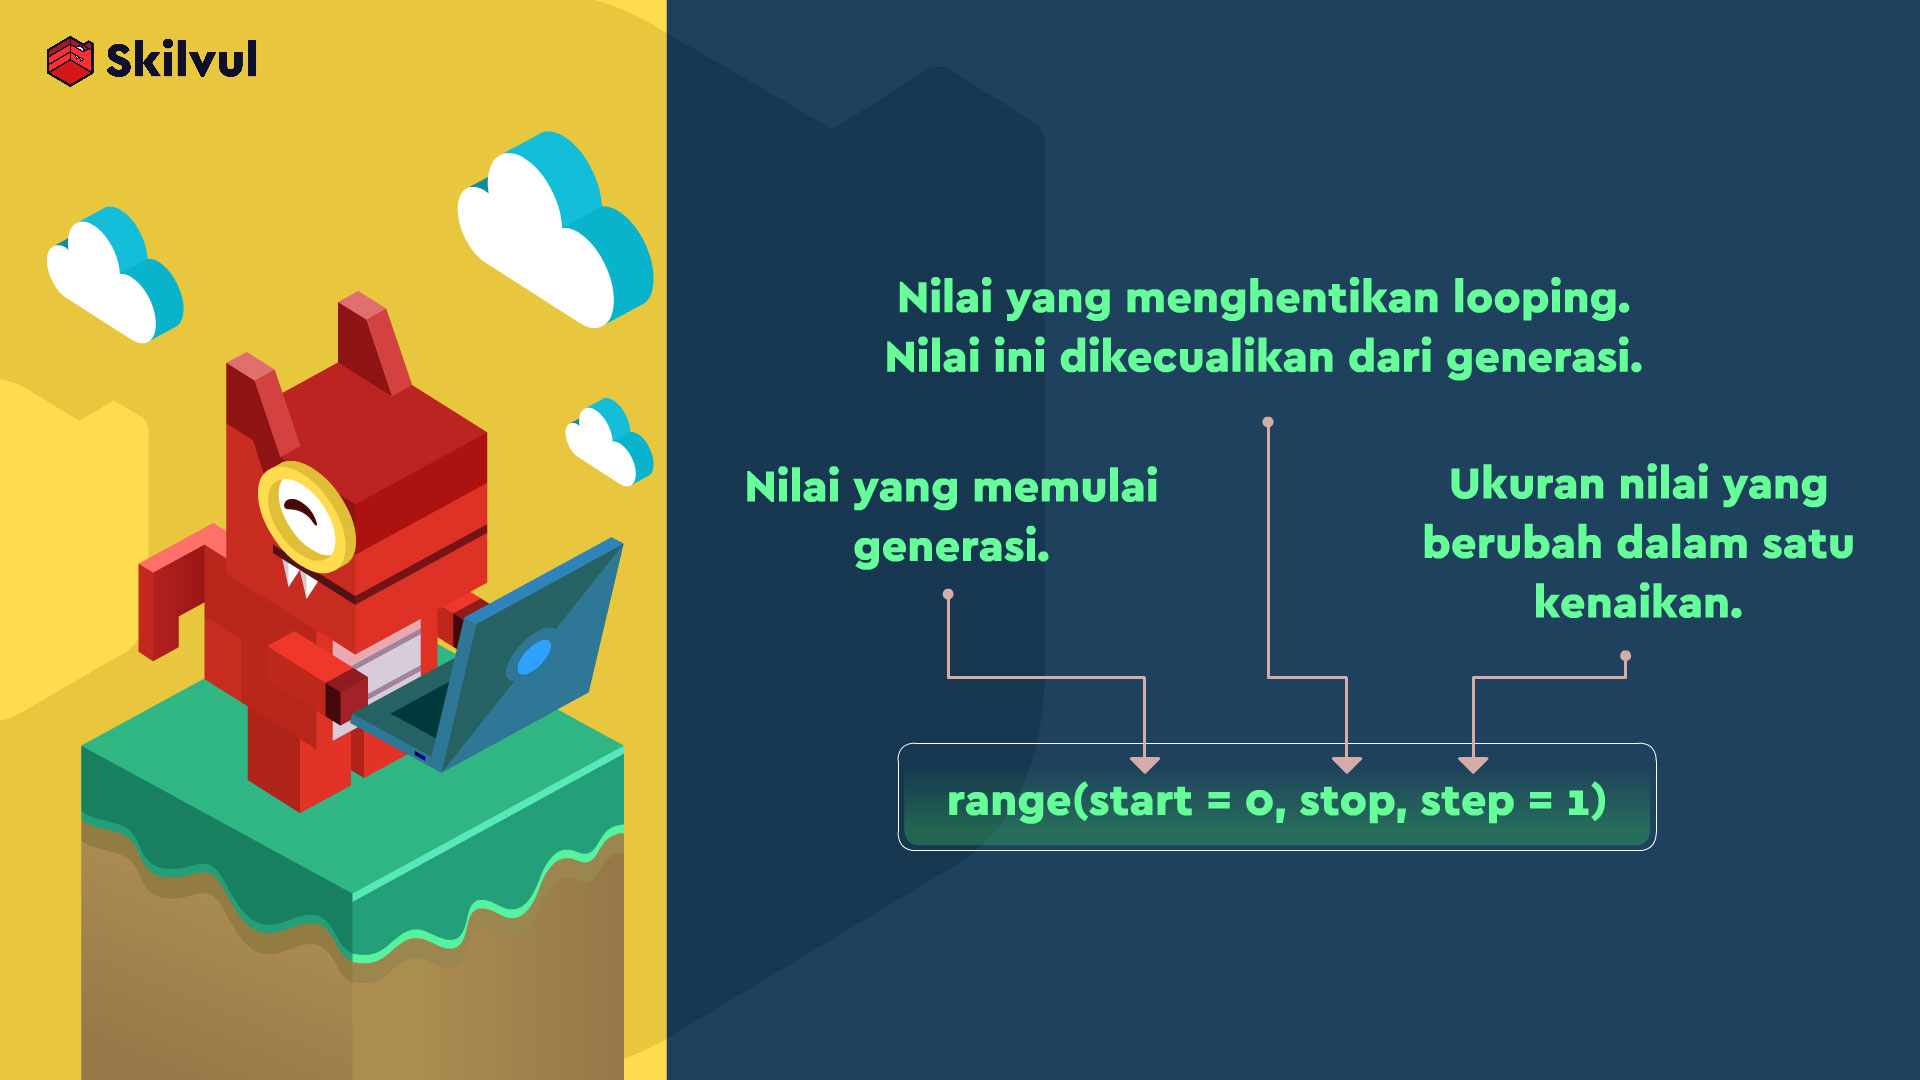 Skilvul
Nilai yang menghentikan looping.
Nilai ini dikecualikan dari generasi.
Nilai yang memulai
generasi.
Ukuran nilai yang
berubah dalam satu
kenaikan.
range(start = 0, stop, step = 1)